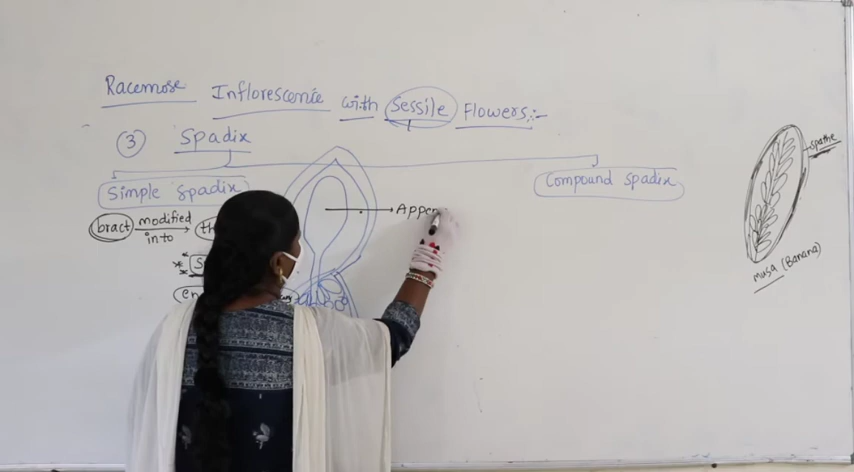 Racemose Inflorescence with Sessile Flowers:-
③ Spadix
Simple Spadix
Compound Spadix
bract modified into
Appen
spathe
musa (Banana)